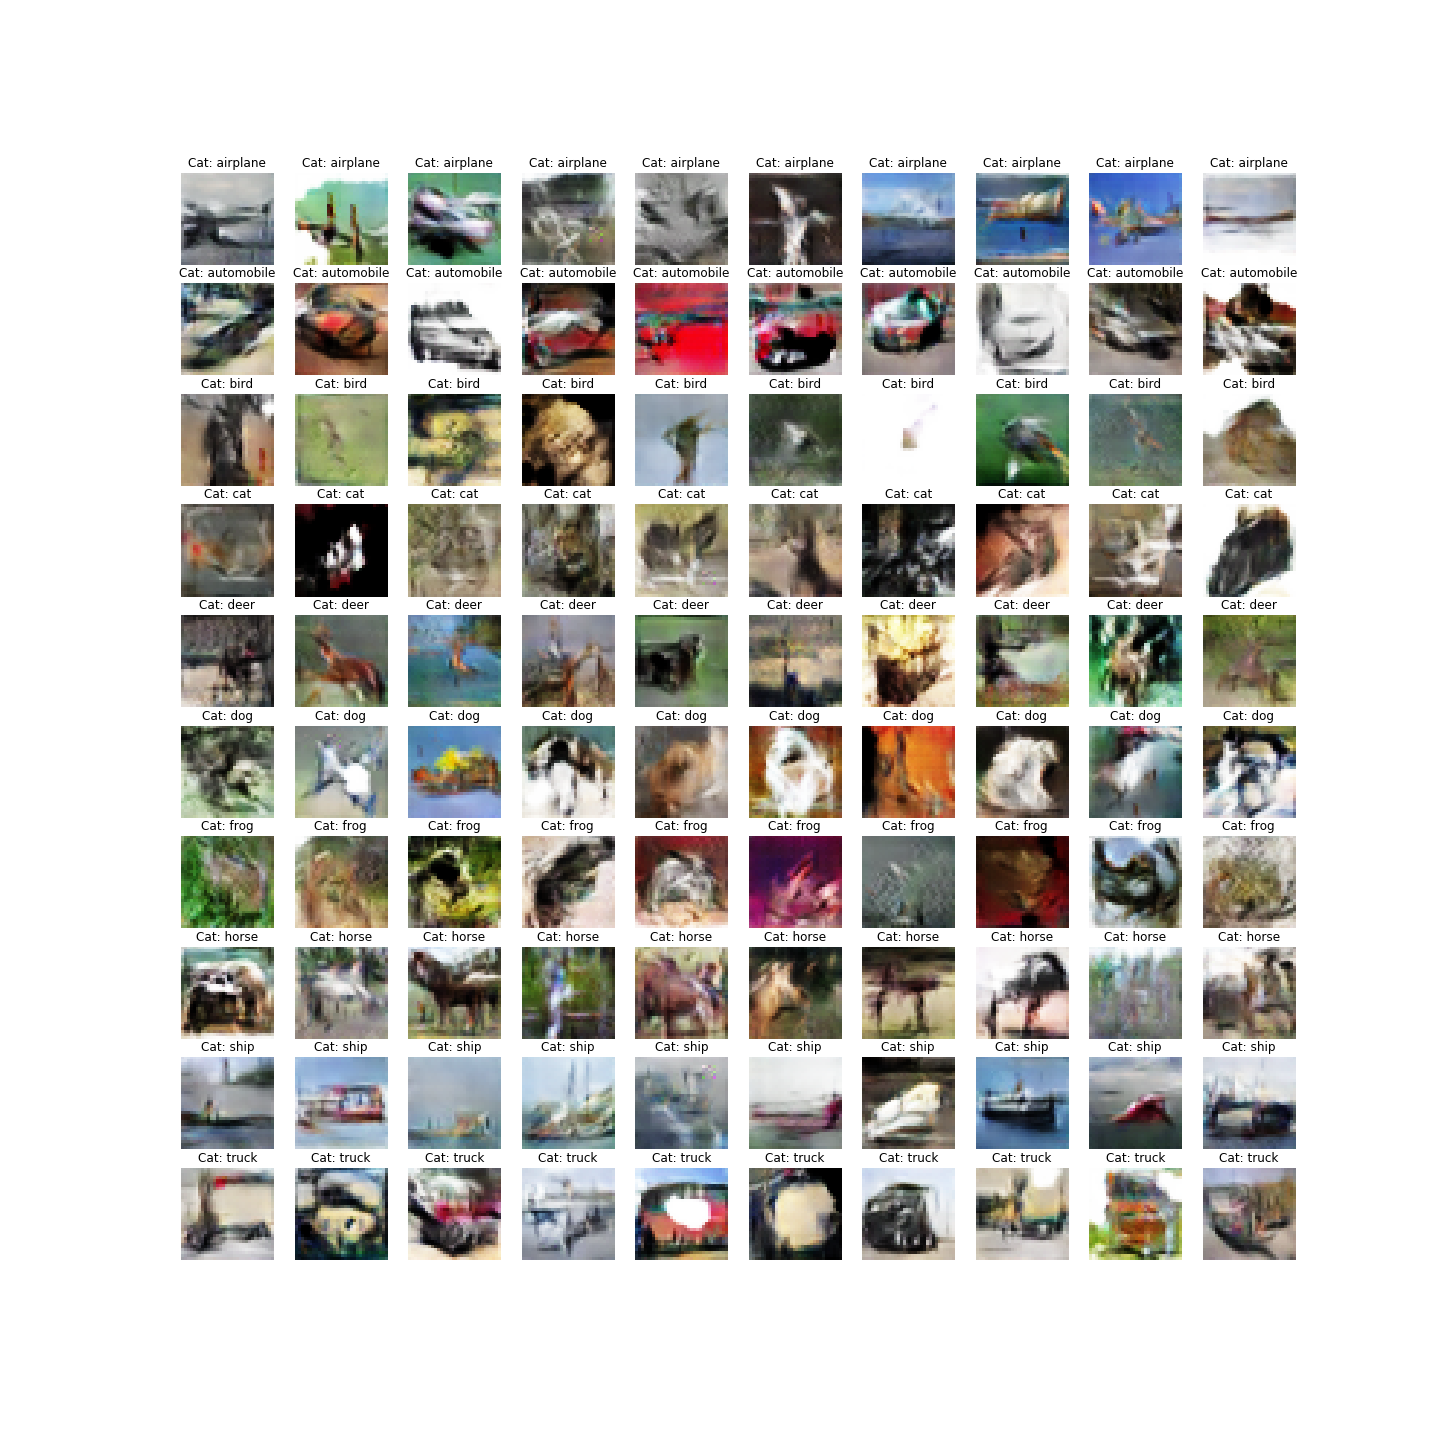 Cat: airplane Cat: airplane Cat: airplane Cat: airplane Cat: airplane Cat: airplane Cat: airplane Cat: airplane Cat: airplane Cat: airplane
Cat: automobile Cat: automobile Cat: automobile Cat: automobile Cat: automobile Cat: automobile Cat: automobile Cat: automobile Cat: automobile Cat: automobile
Cat: bird Cat: bird Cat: bird Cat: bird Cat: bird Cat: bird Cat: bird Cat: bird Cat: bird Cat: bird
Cat: cat Cat: cat Cat: cat Cat: cat Cat: cat Cat: cat Cat: cat Cat: cat Cat: cat Cat: cat
Cat: deer Cat: deer Cat: deer Cat: deer Cat: deer Cat: deer Cat: deer Cat: deer Cat: deer Cat: deer
Cat: dog Cat: dog Cat: dog Cat: dog Cat: dog Cat: dog Cat: dog Cat: dog Cat: dog Cat: dog
Cat: frog Cat: frog Cat: frog Cat: frog Cat: frog Cat: frog Cat: frog Cat: frog Cat: frog Cat: frog
Cat: horse Cat: horse Cat: horse Cat: horse Cat: horse Cat: horse Cat: horse Cat: horse Cat: horse Cat: horse
Cat: ship Cat: ship Cat: ship Cat: ship Cat: ship Cat: ship Cat: ship Cat: ship Cat: ship Cat: ship
Cat: truck Cat: truck Cat: truck Cat: truck Cat: truck Cat: truck Cat: truck Cat: truck Cat: truck Cat: truck